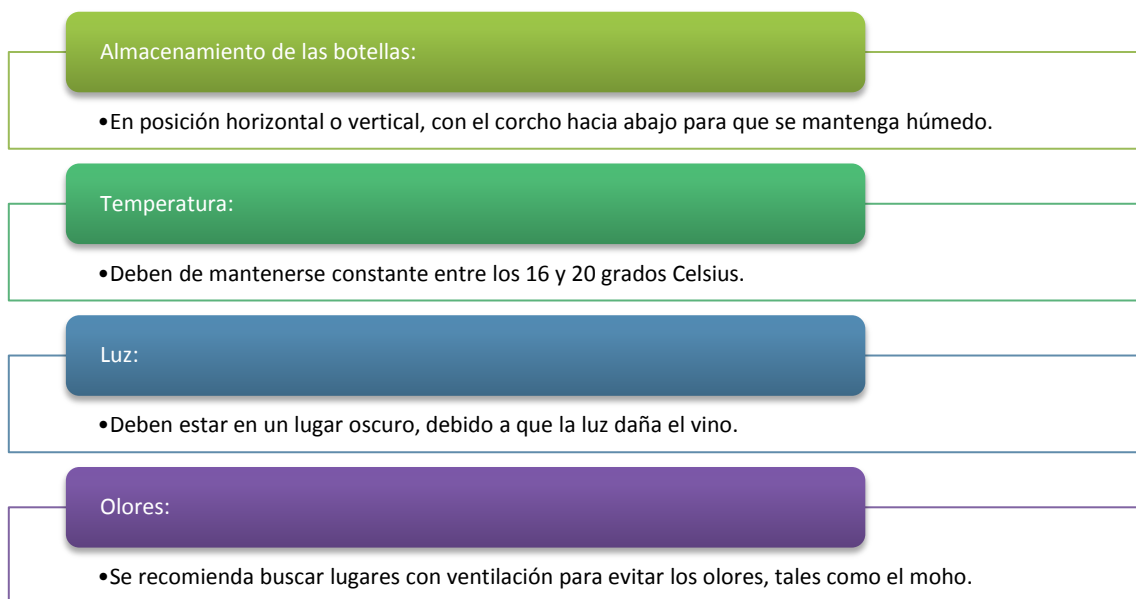 Almacenamiento de las botellas:
•En posición horizontal o vertical, con el corcho hacia abajo para que se mantenga húmedo.
Temperatura:
•Deben de mantenerse constante entre los 16 y 20 grados Celsius.
Luz:
•Deben estar en un lugar oscuro, debido a que la luz daña el vino.
Olores:
•Se recomienda buscar lugares con ventilación para evitar los olores, tales como el moho.